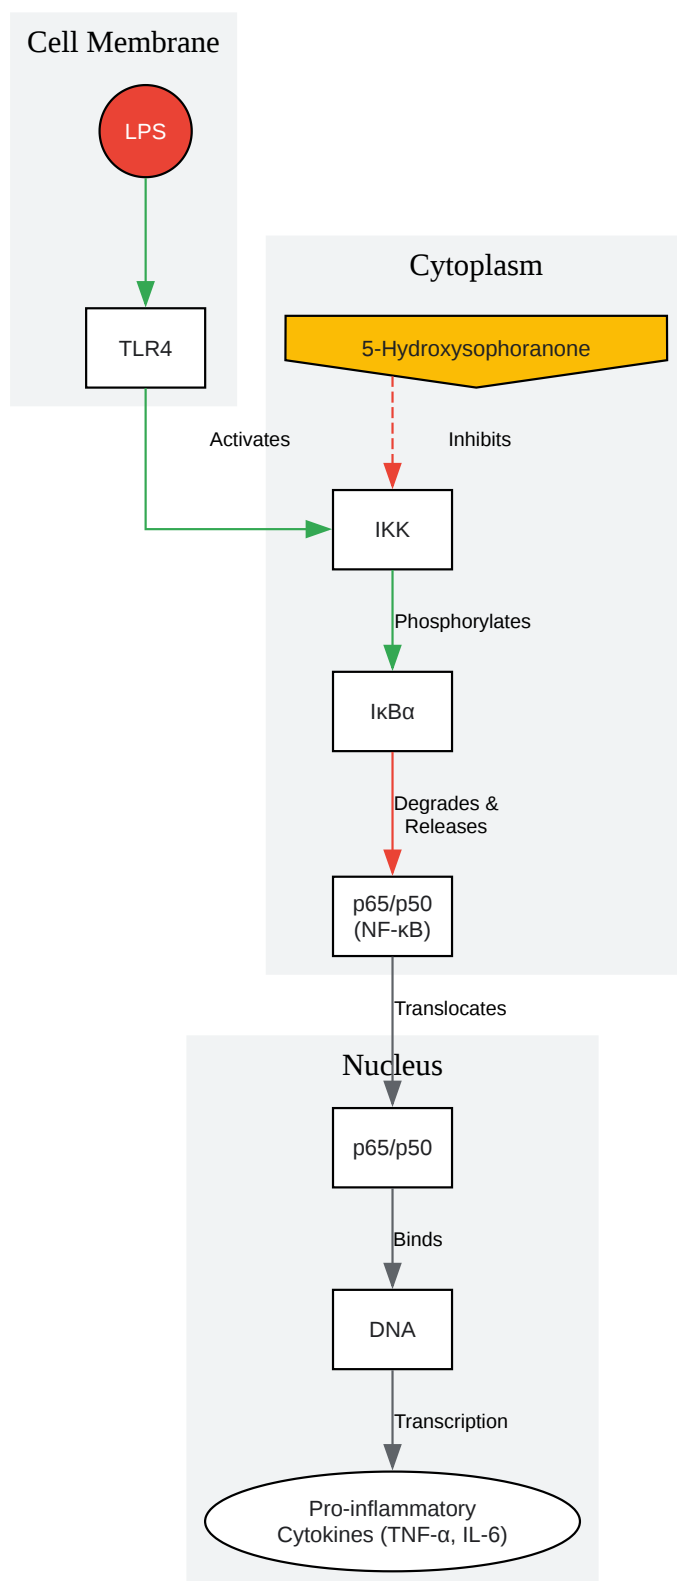 Cell Membrane
LPS
TLR4
Cytoplasm
5-Hydroxysophoranone
Activates
Inhibits
IKK
Phosphorylates
IκBα
Degrades &
Releases
p65/p50
(NF-κB)
Translocates
Nucleus
p65/p50
Binds
DNA
Transcription
Pro-inflammatory
Cytokines (TNF-α, IL-6)